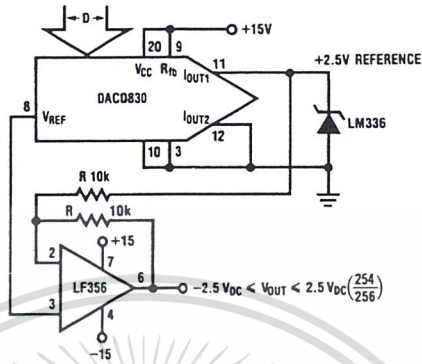 D
+15V
20 9
VCC Rfb IOUT1 11
+2.5V REFERENCE
DAC0830
8
VREF
IOUT2
12
LM336
10 3
R 10k
R 10k
+15
2
7
6
LF356
−2.5 VDC ≤ VOUT ≤ 2.5 VDC(254/256)
3
4
-15